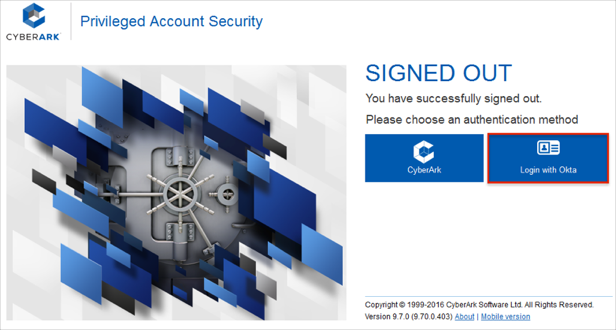 CYBERARK
Privileged Account Security
SIGNED OUT
You have successfully signed out.
Please choose an authentication method
CyberArk
Login with Okta
Copyright © 1999-2016 CyberArk Software Ltd. All Rights Reserved.
Version 9.7.0 (9.70.0.403) About | Mobile version